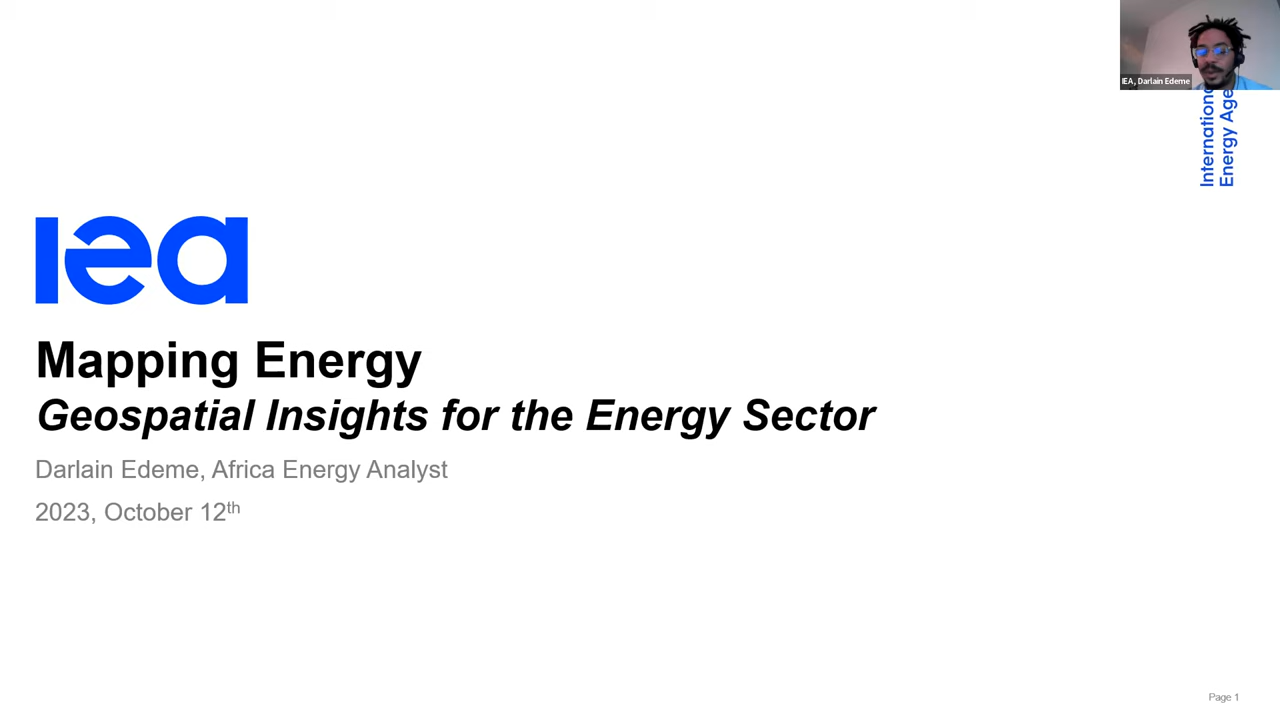 IEA, Darlain Edeme
Energy
iea
Mapping Energy
Geospatial Insights for the Energy Sector
Darlain Edeme, Africa Energy Analyst
2023, October 12th
Page 1